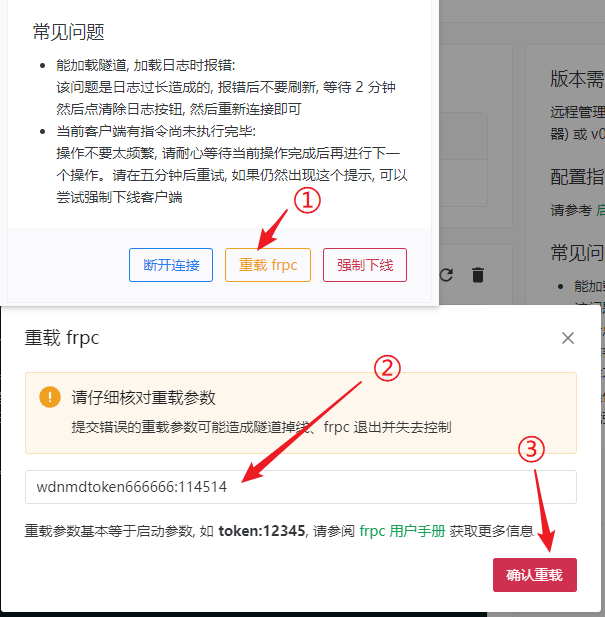 常见问题
能加载隧道, 加载日志时报错:
该问题是日志过长造成的, 报错后不要刷新, 等待 2 分钟
然后点清除日志按钮, 然后重新连接即可
当前客户端有指令尚未执行完毕:
操作不要太频繁, 请耐心等待当前操作完成后再进行下一
个操作。请在五分钟后重试, 如果仍然出现这个提示, 可以
尝试强制下线客户端
①
断开连接
重载 frpc
强制下线
版本需
远程管理
器) 或 v0
配置指
请参考 启
常见问
能加
重载 frpc
②
请仔细核对重载参数
提交错误的重载参数可能造成隧道掉线、frpc 退出并失去控制
③
wdnmdtoken666666:114514
重载参数基本等于启动参数, 如 token:12345, 请参阅 frpc 用户手册 获取更多信息
确认重载